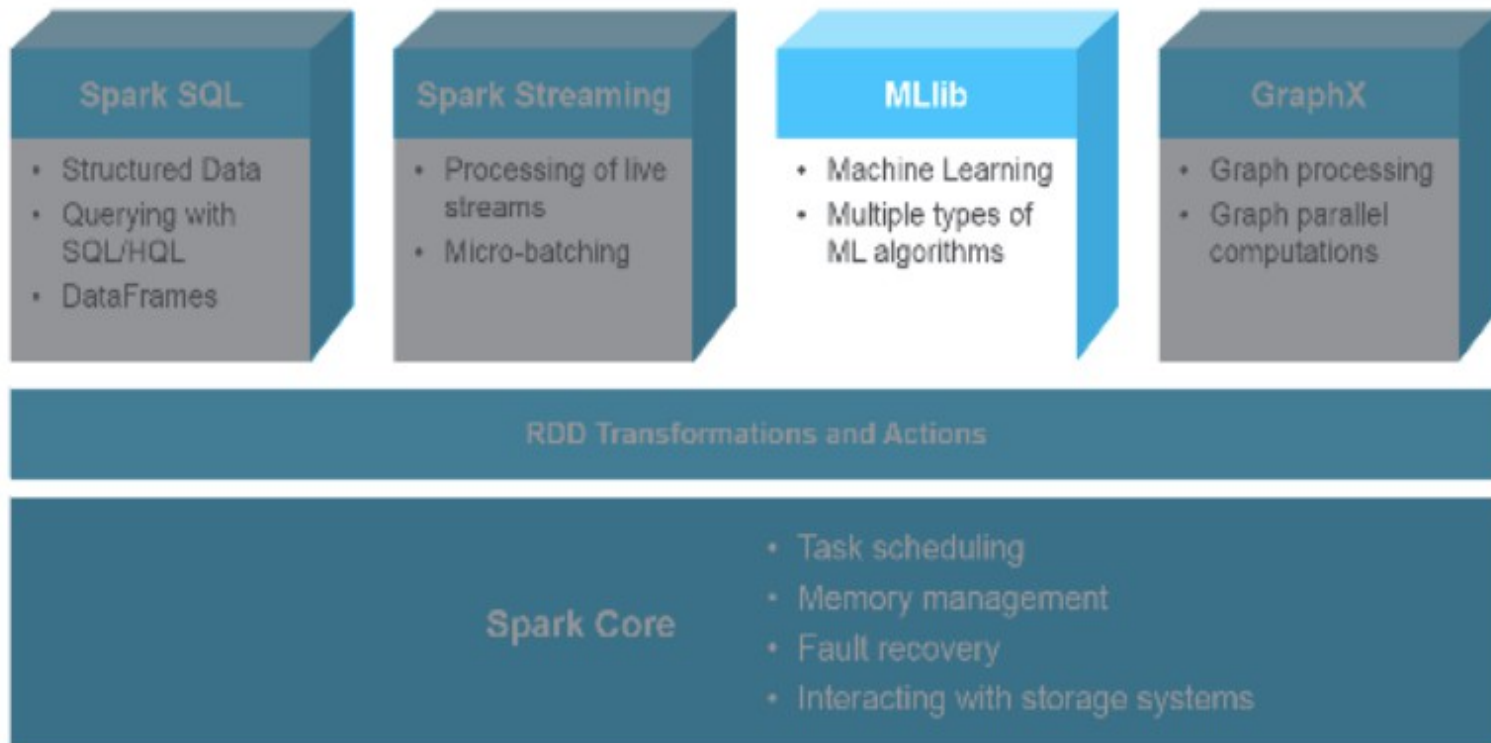 Spark SQL
• Structured Data
• Querying with
SQL/HQL
• DataFrames
Spark Streaming
• Processing of live
streams
• Micro-batching
MLlib
• Machine Learning
• Multiple types of
ML algorithms
GraphX
• Graph processing
• Graph parallel
computations
RDD Transformations and Actions
Spark Core
• Task scheduling
• Memory management
• Fault recovery
• Interacting with storage systems